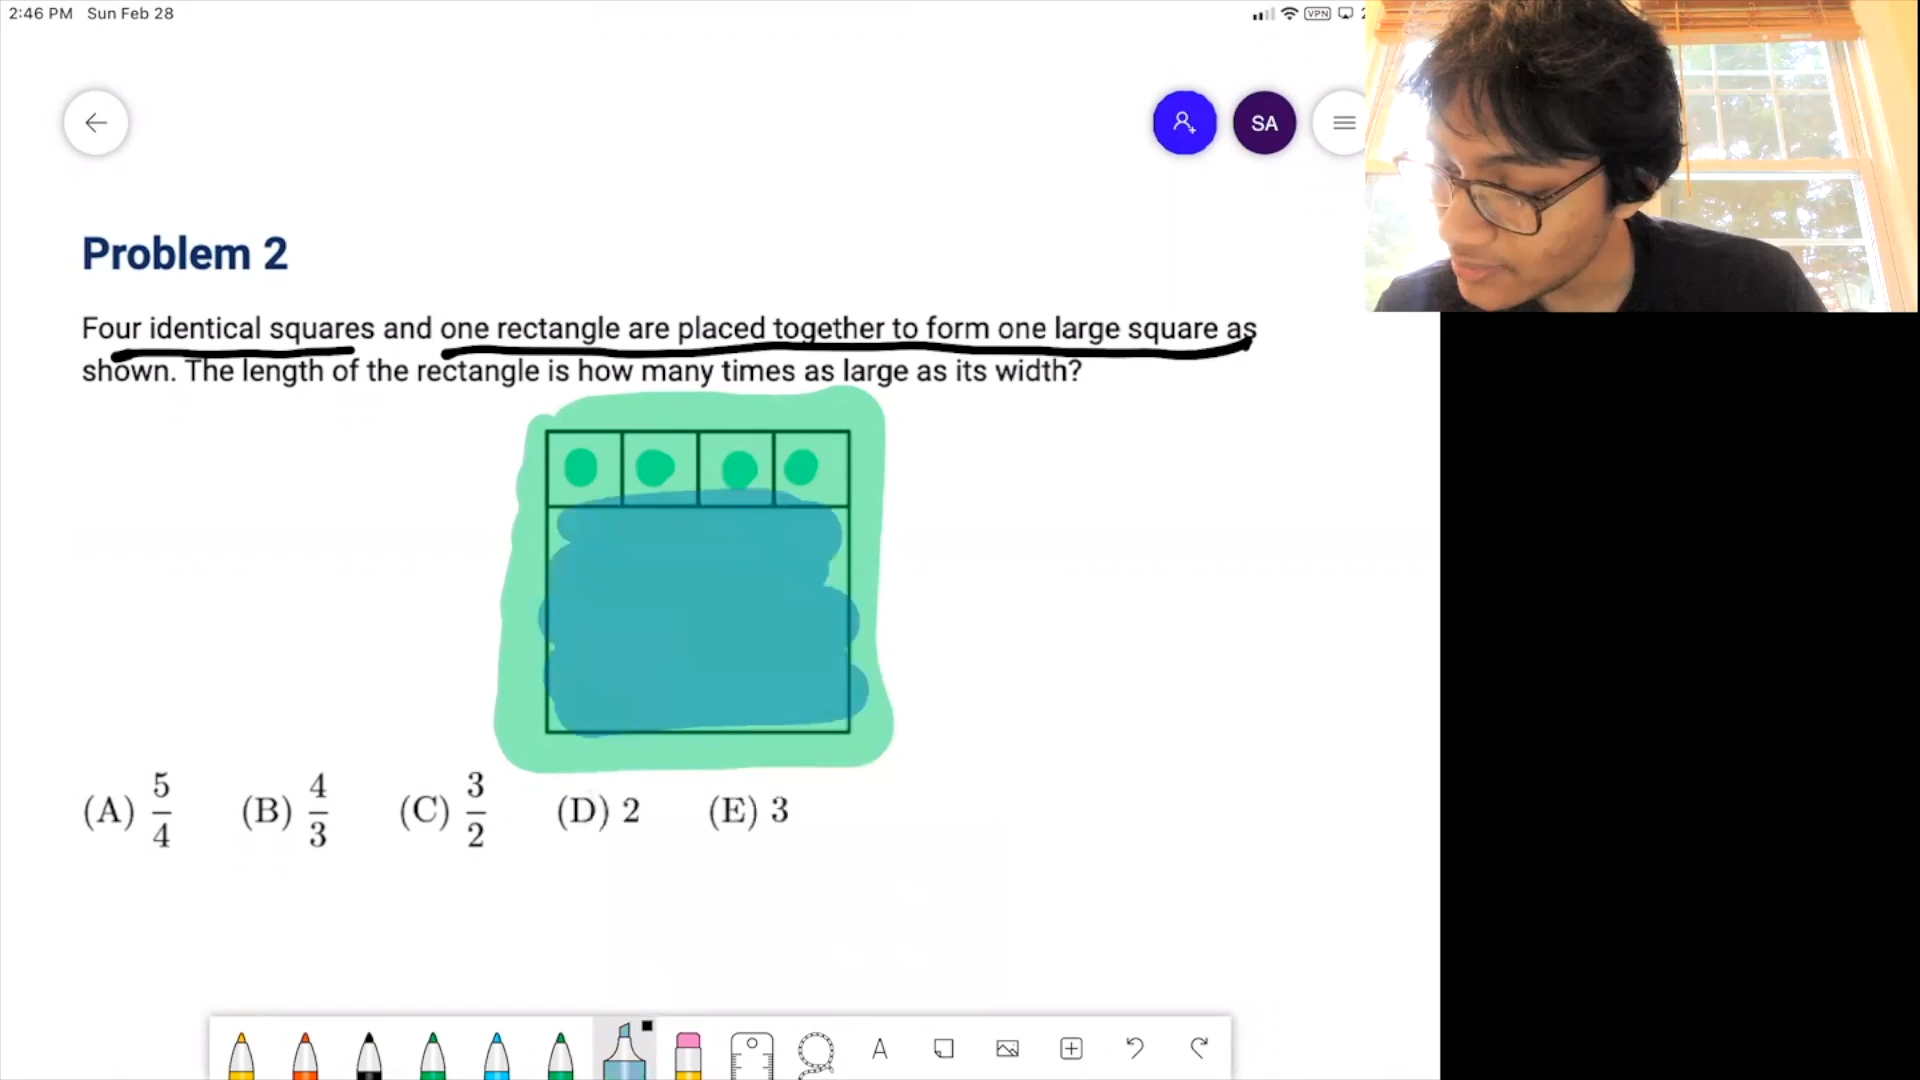 2:46 PM Sun Feb 28
VPN
SA
Problem 2
Four identical squares and one rectangle are placed together to form one large square as
shown. The length of the rectangle is how many times as large as its width?
(A) 5/4 (B) 4/3 (C) 3/2 (D) 2 (E) 3
A